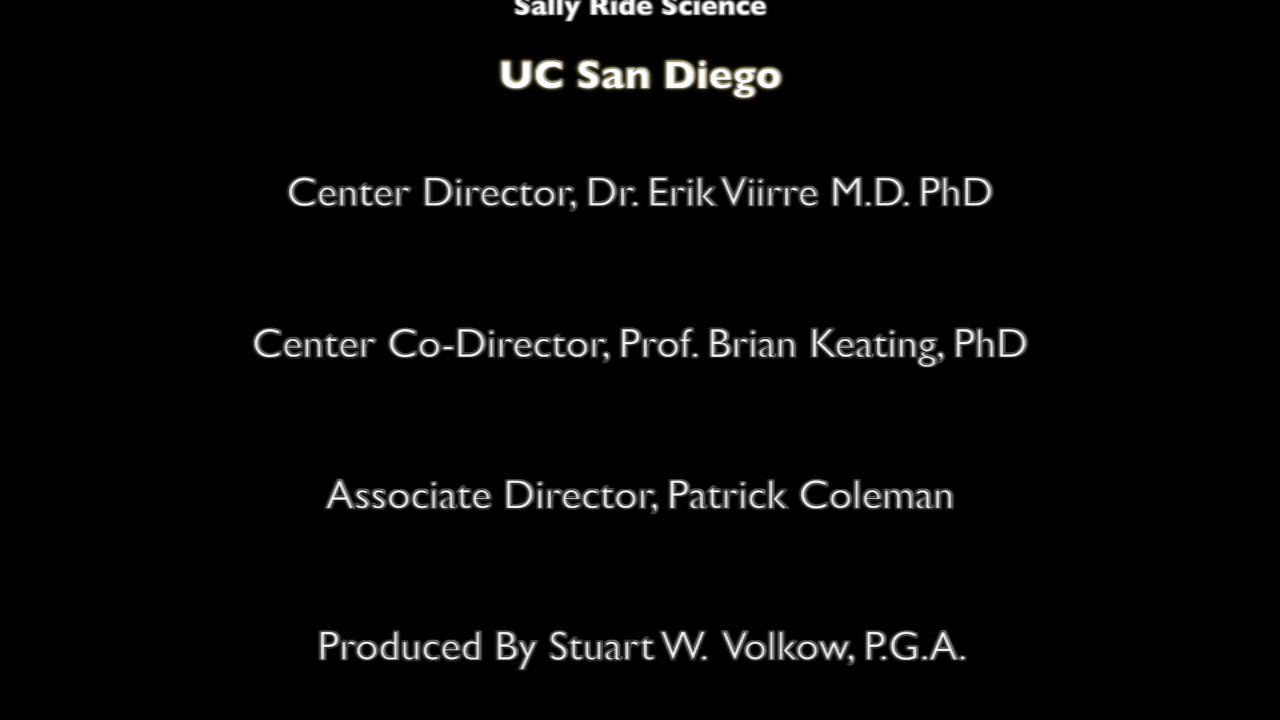 Sally Ride Science
UC San Diego
Center Director, Dr. Erik Viirre M.D. PhD
Center Co-Director, Prof. Brian Keating, PhD
Associate Director, Patrick Coleman
Produced By Stuart W. Volkow, P.G.A.